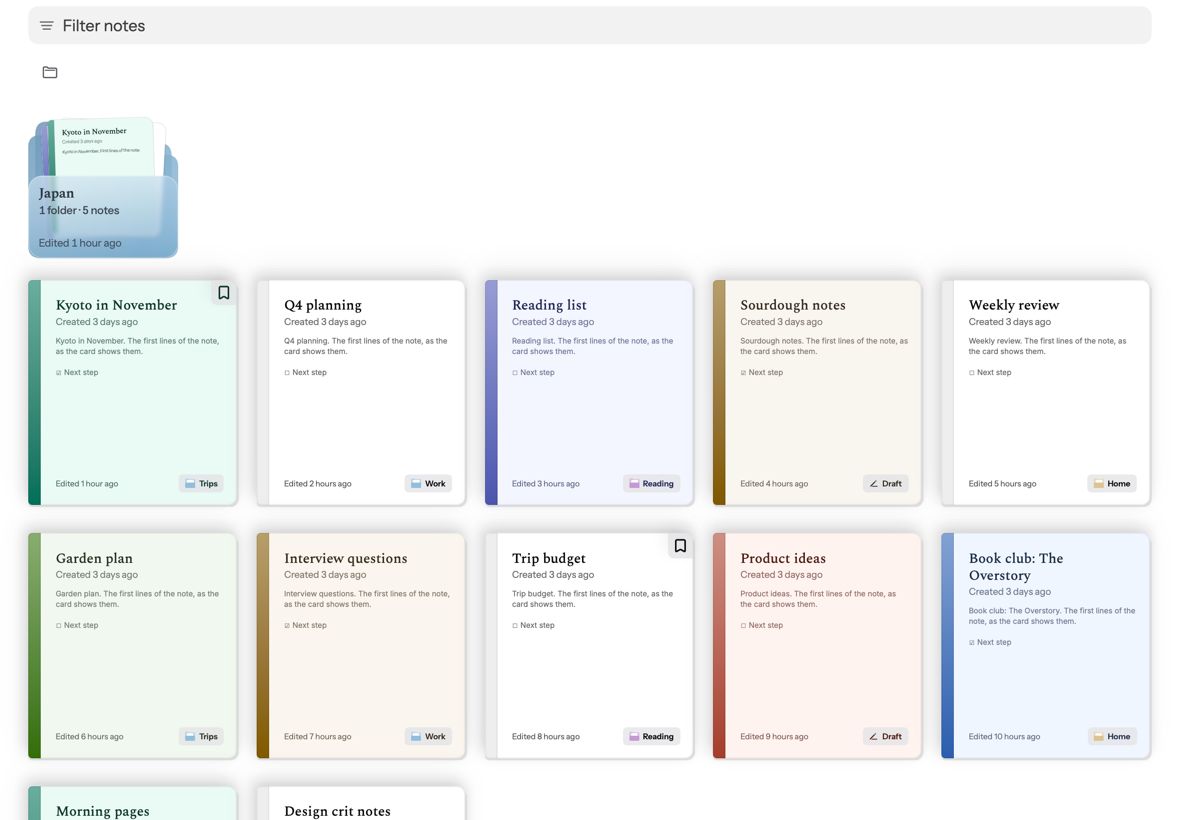 Filter notes
Kyoto in November
Created 3 days ago
Kyoto in November. First lines of the note.
Japan
1 folder · 5 notes
Edited 1 hour ago
Kyoto in November
Created 3 days ago
Kyoto in November. The first lines of the note,
as the card shows them.
☑ Next step
Edited 1 hour ago
Trips
Q4 planning
Created 3 days ago
Q4 planning. The first lines of the note, as the
card shows them.
☐ Next step
Edited 2 hours ago
Work
Reading list
Created 3 days ago
Reading list. The first lines of the note, as the
card shows them.
☐ Next step
Edited 3 hours ago
Reading
Sourdough notes
Created 3 days ago
Sourdough notes. The first lines of the note, as
the card shows them.
☑ Next step
Edited 4 hours ago
Draft
Weekly review
Created 3 days ago
Weekly review. The first lines of the note, as
the card shows them.
☐ Next step
Edited 5 hours ago
Home
Garden plan
Created 3 days ago
Garden plan. The first lines of the note, as the
card shows them.
☐ Next step
Edited 6 hours ago
Trips
Interview questions
Created 3 days ago
Interview questions. The first lines of the note,
as the card shows them.
☑ Next step
Edited 7 hours ago
Work
Trip budget
Created 3 days ago
Trip budget. The first lines of the note, as the
card shows them.
☐ Next step
Edited 8 hours ago
Reading
Product ideas
Created 3 days ago
Product ideas. The first lines of the note, as
the card shows them.
☐ Next step
Edited 9 hours ago
Draft
Book club: The
Overstory
Created 3 days ago
Book club: The Overstory. The first lines of the
note, as the card shows them.
☑ Next step
Edited 10 hours ago
Home
Morning pages
Design crit notes